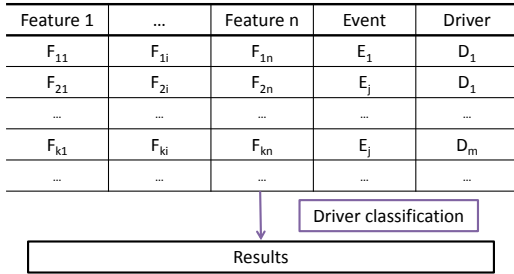 Feature 1 ... Feature n Event Driver
F11 F1i F1n E1 D1
F21 F2i F2n Ej D1
... ... ... ... ...
Fk1 Fki Fkn Ej Dm
... ... ... ... ...
Driver classification
Results